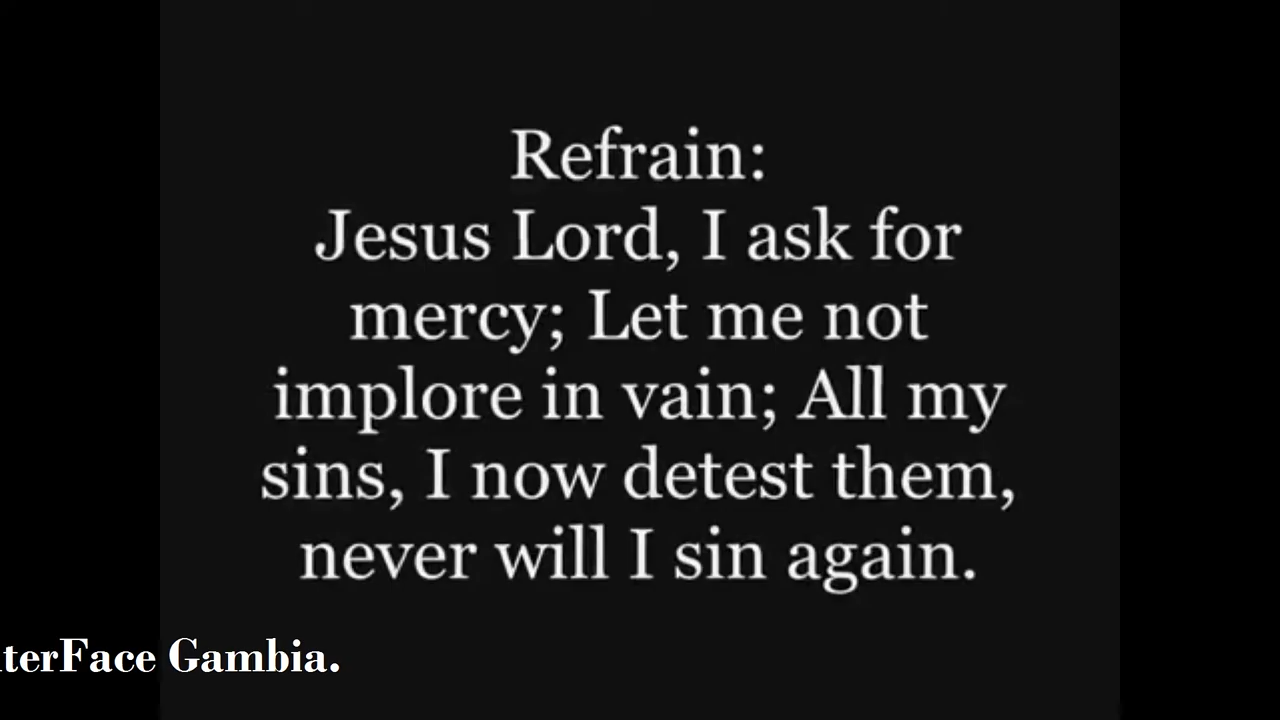 Refrain:
Jesus Lord, I ask for
mercy; Let me not
implore in vain; All my
sins, I now detest them,
never will I sin again.
terFace Gambia.